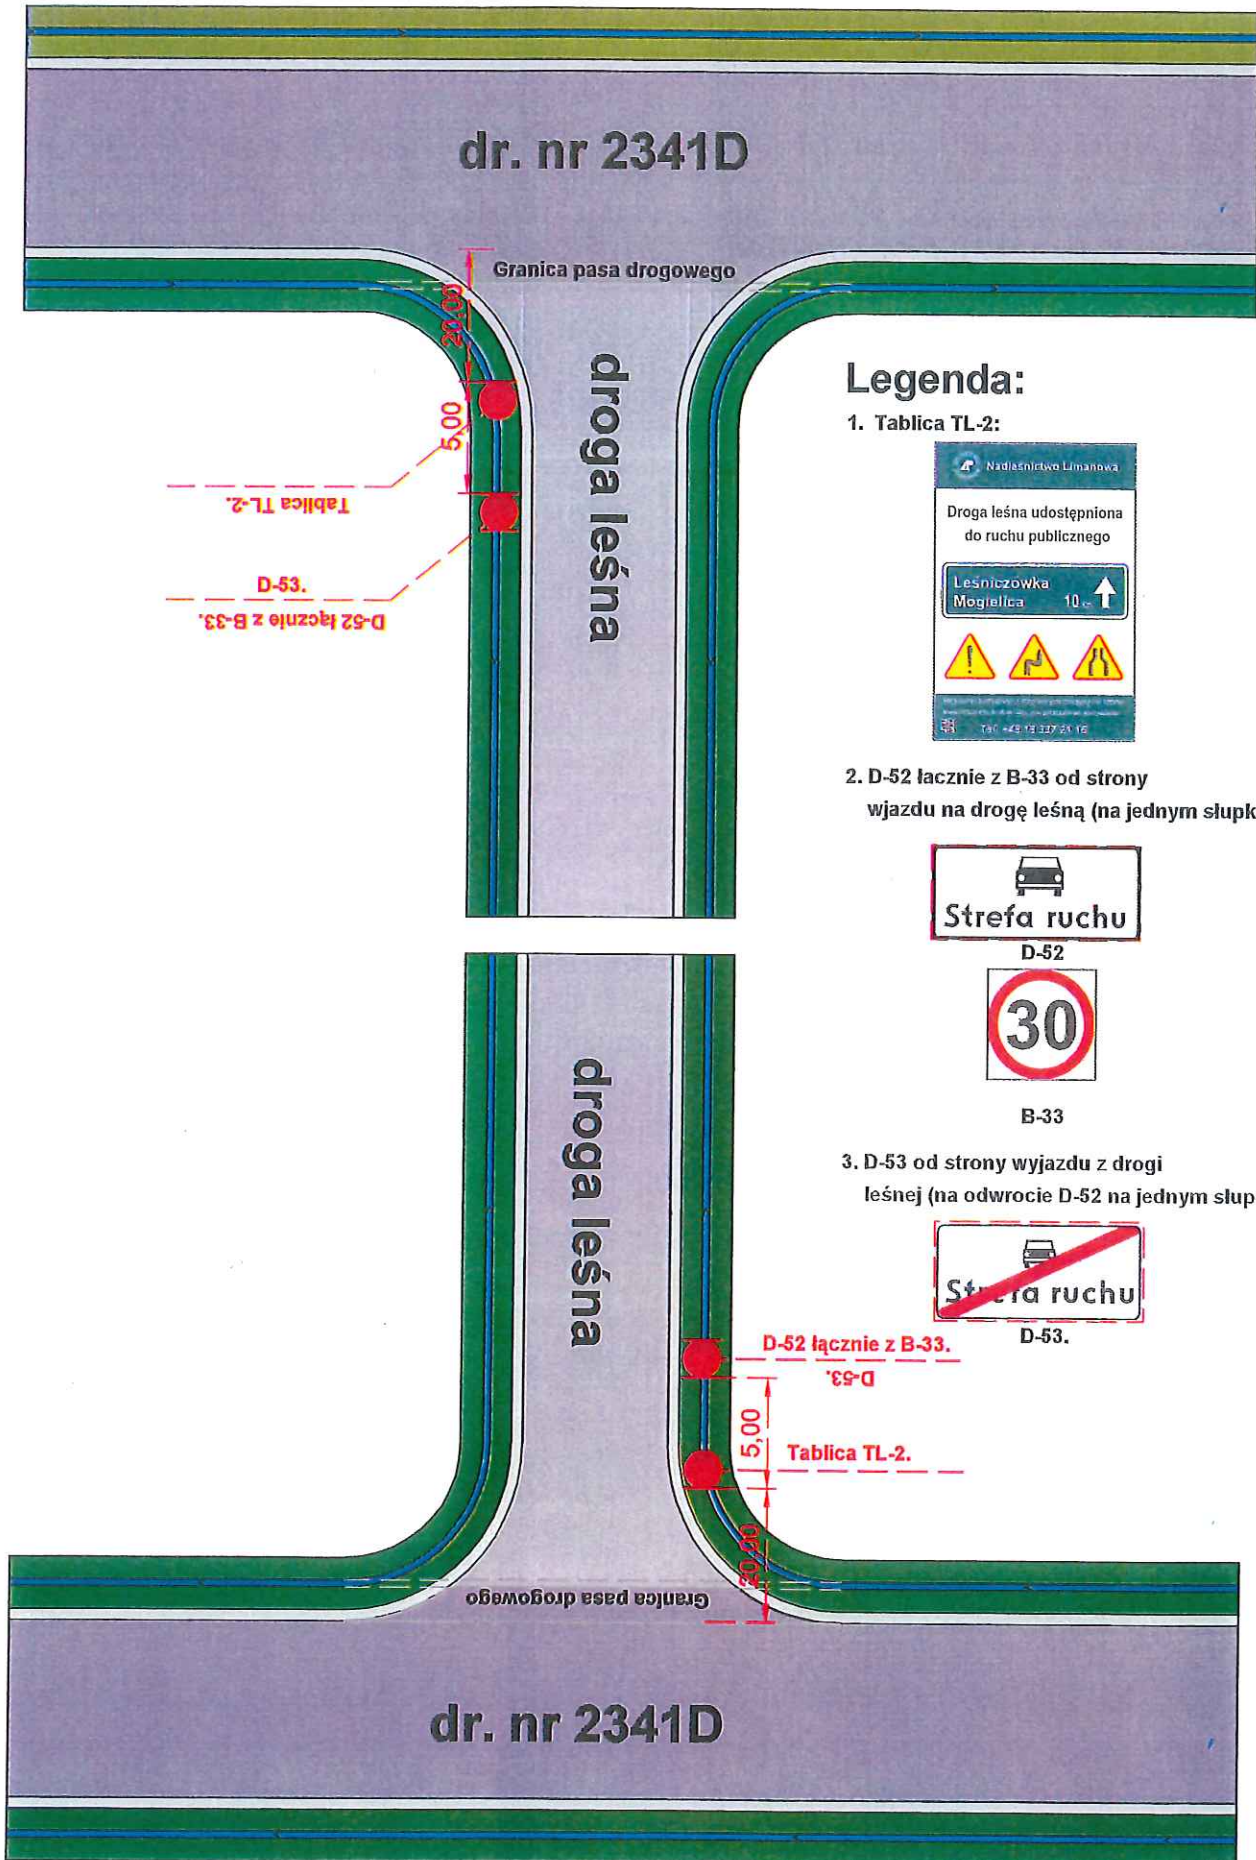 dr. nr 2341D
Granica pasa drogowego
20,00
5,00
Tablica TL-2.
D-53.
D-52 łącznie z B-33.
droga leśna
Legenda:
1. Tablica TL-2:
Nadleśnictwo Limanowa
Droga leśna udostępniona
do ruchu publicznego
Leśniczówka
Mogielica 10
2. D-52 łacznie z B-33 od strony
wjazdu na drogę leśną (na jednym słupk
Strefa ruchu
D-52
30
B-33
3. D-53 od strony wyjazdu z drogi
leśnej (na odwrocie D-52 na jednym słup
Strefa ruchu
D-53.
droga leśna
D-52 łącznie z B-33.
D-53.
5,00
Tablica TL-2.
20,00
Granica pasa drogowego
dr. nr 2341D